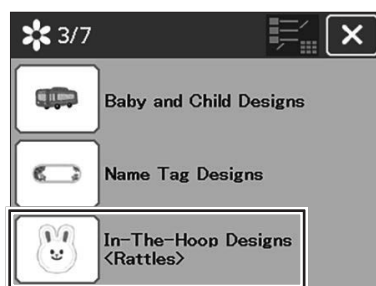 3/7
Baby and Child Designs
Name Tag Designs
In-The-Hoop Designs
<Rattles>